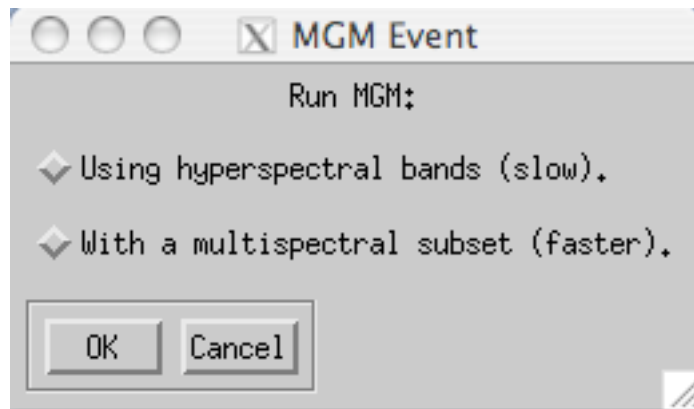 MGM Event
Run MGM:
Using hyperspectral bands (slow).
With a multispectral subset (faster).
OK Cancel